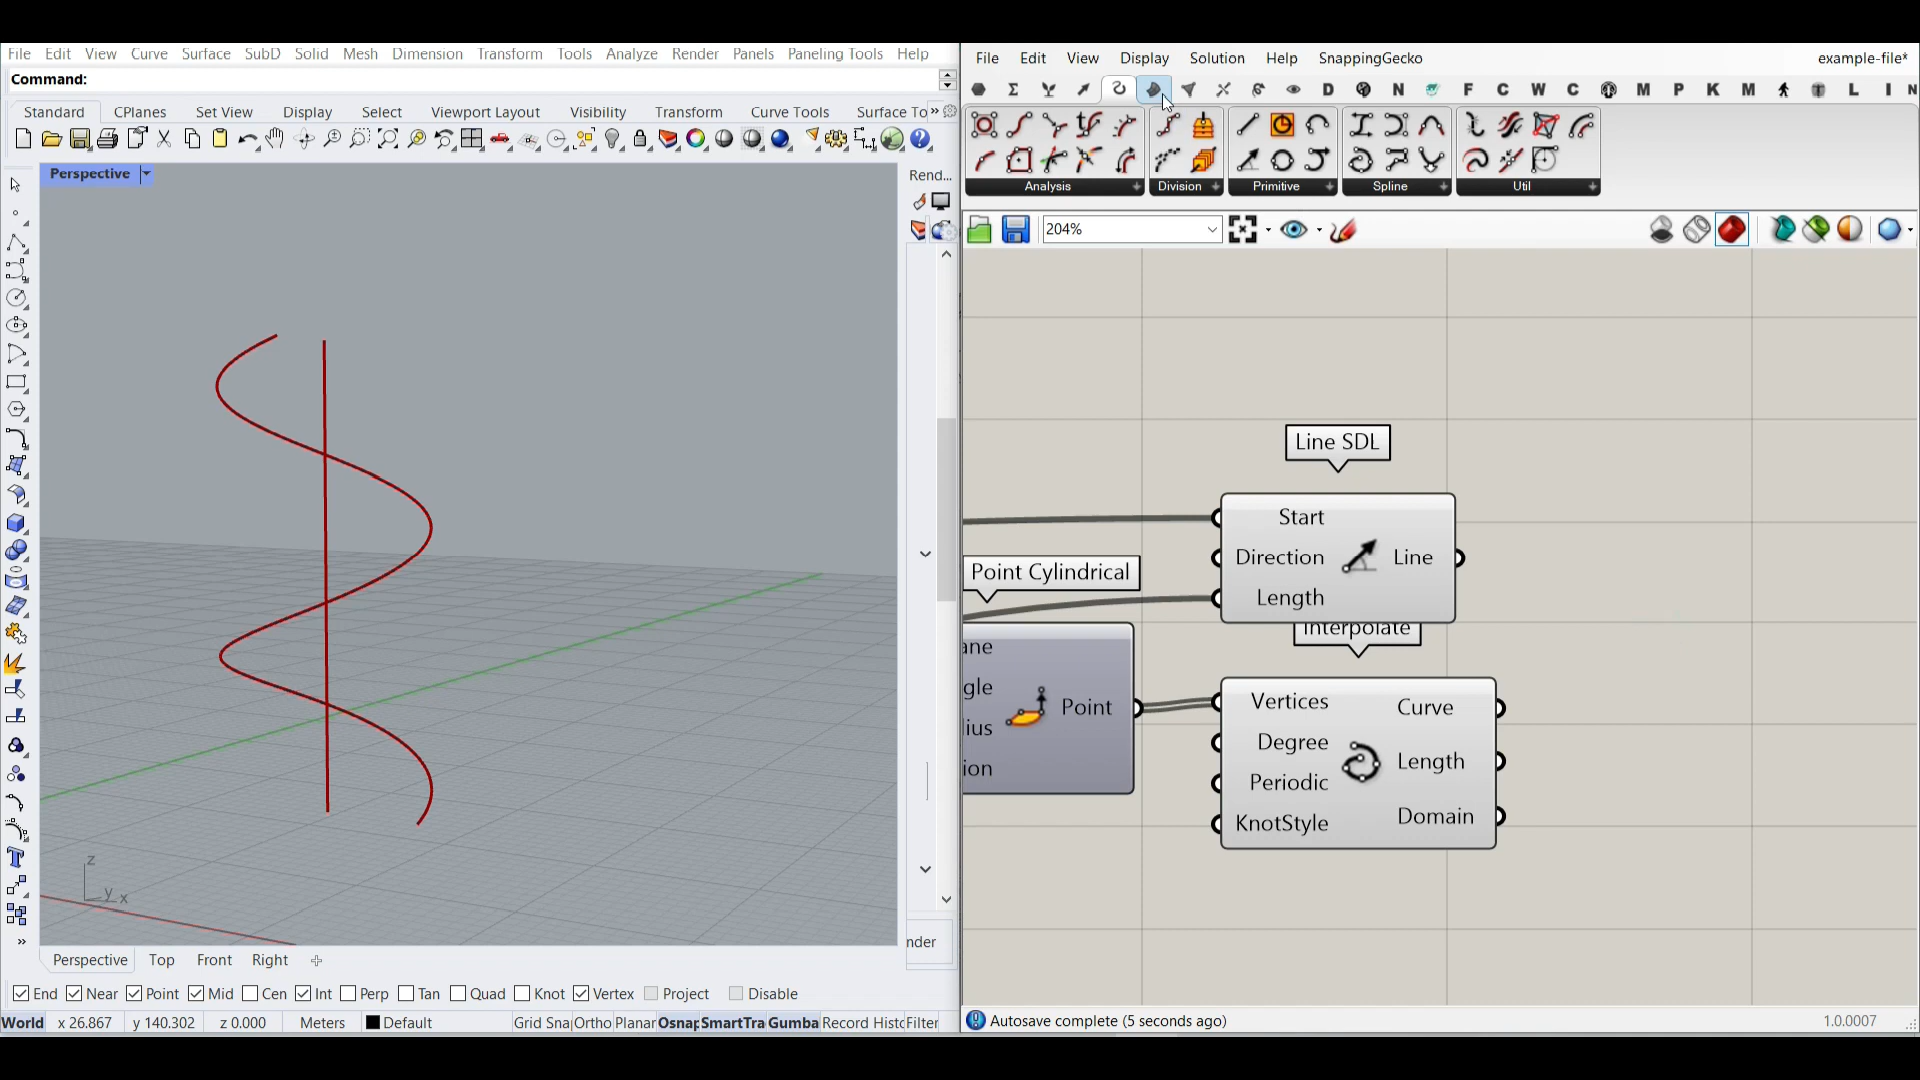 File Edit View Curve Surface SubD Solid Mesh Dimension Transform Tools Analyze Render Panels Paneling Tools Help
Command:
Standard CPlanes Set View Display Select Viewport Layout Visibility Transform Curve Tools Surface To »
Perspective
Rend...
z
y x
nder
Perspective Top Front Right
End Near Point Mid Cen Int Perp Tan Quad Knot Vertex Project Disable
World x 26.867 y 140.302 z 0.000 Meters Default Grid Sna Ortho Planar Osnap SmartTra Gumba Record Histo Filter
File Edit View Display Solution Help SnappingGecko example-file*
D N F C W C M P K M L I N
Analysis Division Primitive Spline Util
204%
Line SDL
Start
Direction Line
Length
Point Cylindrical
ane
gle
ius
ion
Point
Interpolate
Vertices
Degree
Periodic
KnotStyle
Curve
Length
Domain
Autosave complete (5 seconds ago) 1.0.0007